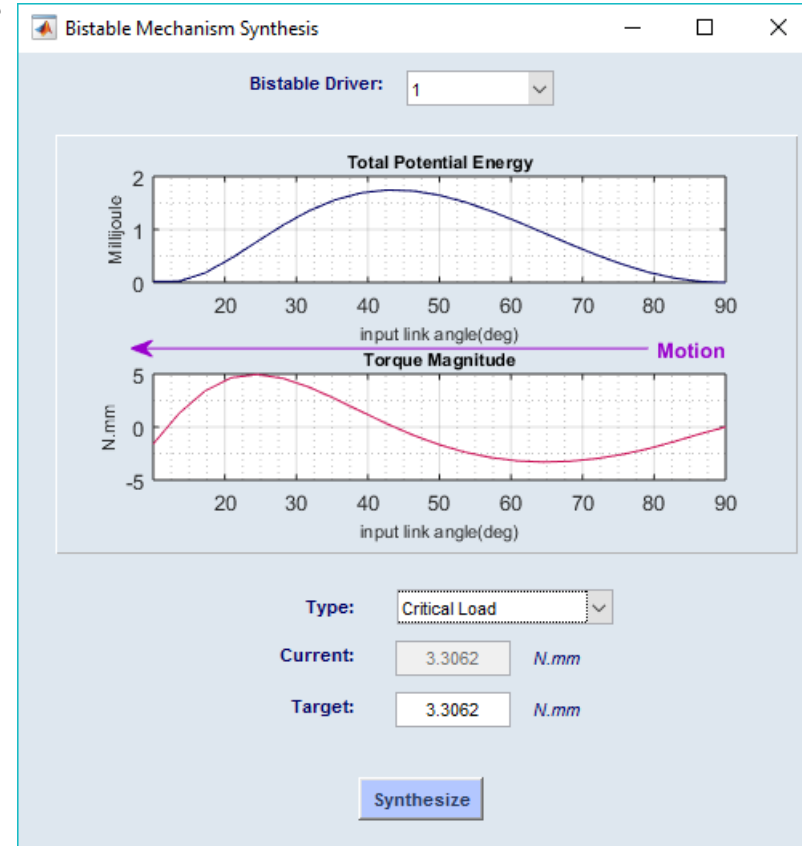 Bistable Mechanism Synthesis
Bistable Driver: 1
Total Potential Energy
Millijoule
2
1
0
20 30 40 50 60 70 80 90
input link angle(deg)
Motion
Torque Magnitude
N.mm
5
0
-5
20 30 40 50 60 70 80 90
input link angle(deg)
Type: Critical Load
Current: 3.3062 N.mm
Target: 3.3062 N.mm
Synthesize